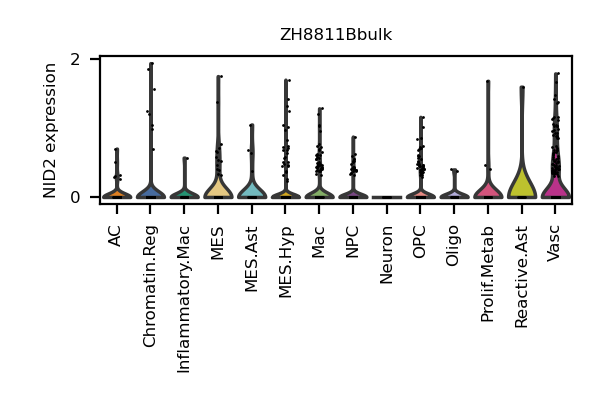 ZH8811Bbulk
NID2 expression
2
0
AC
Chromatin.Reg
Inflammatory.Mac
MES
MES.Ast
MES.Hyp
Mac
NPC
Neuron
OPC
Oligo
Prolif.Metab
Reactive.Ast
Vasc